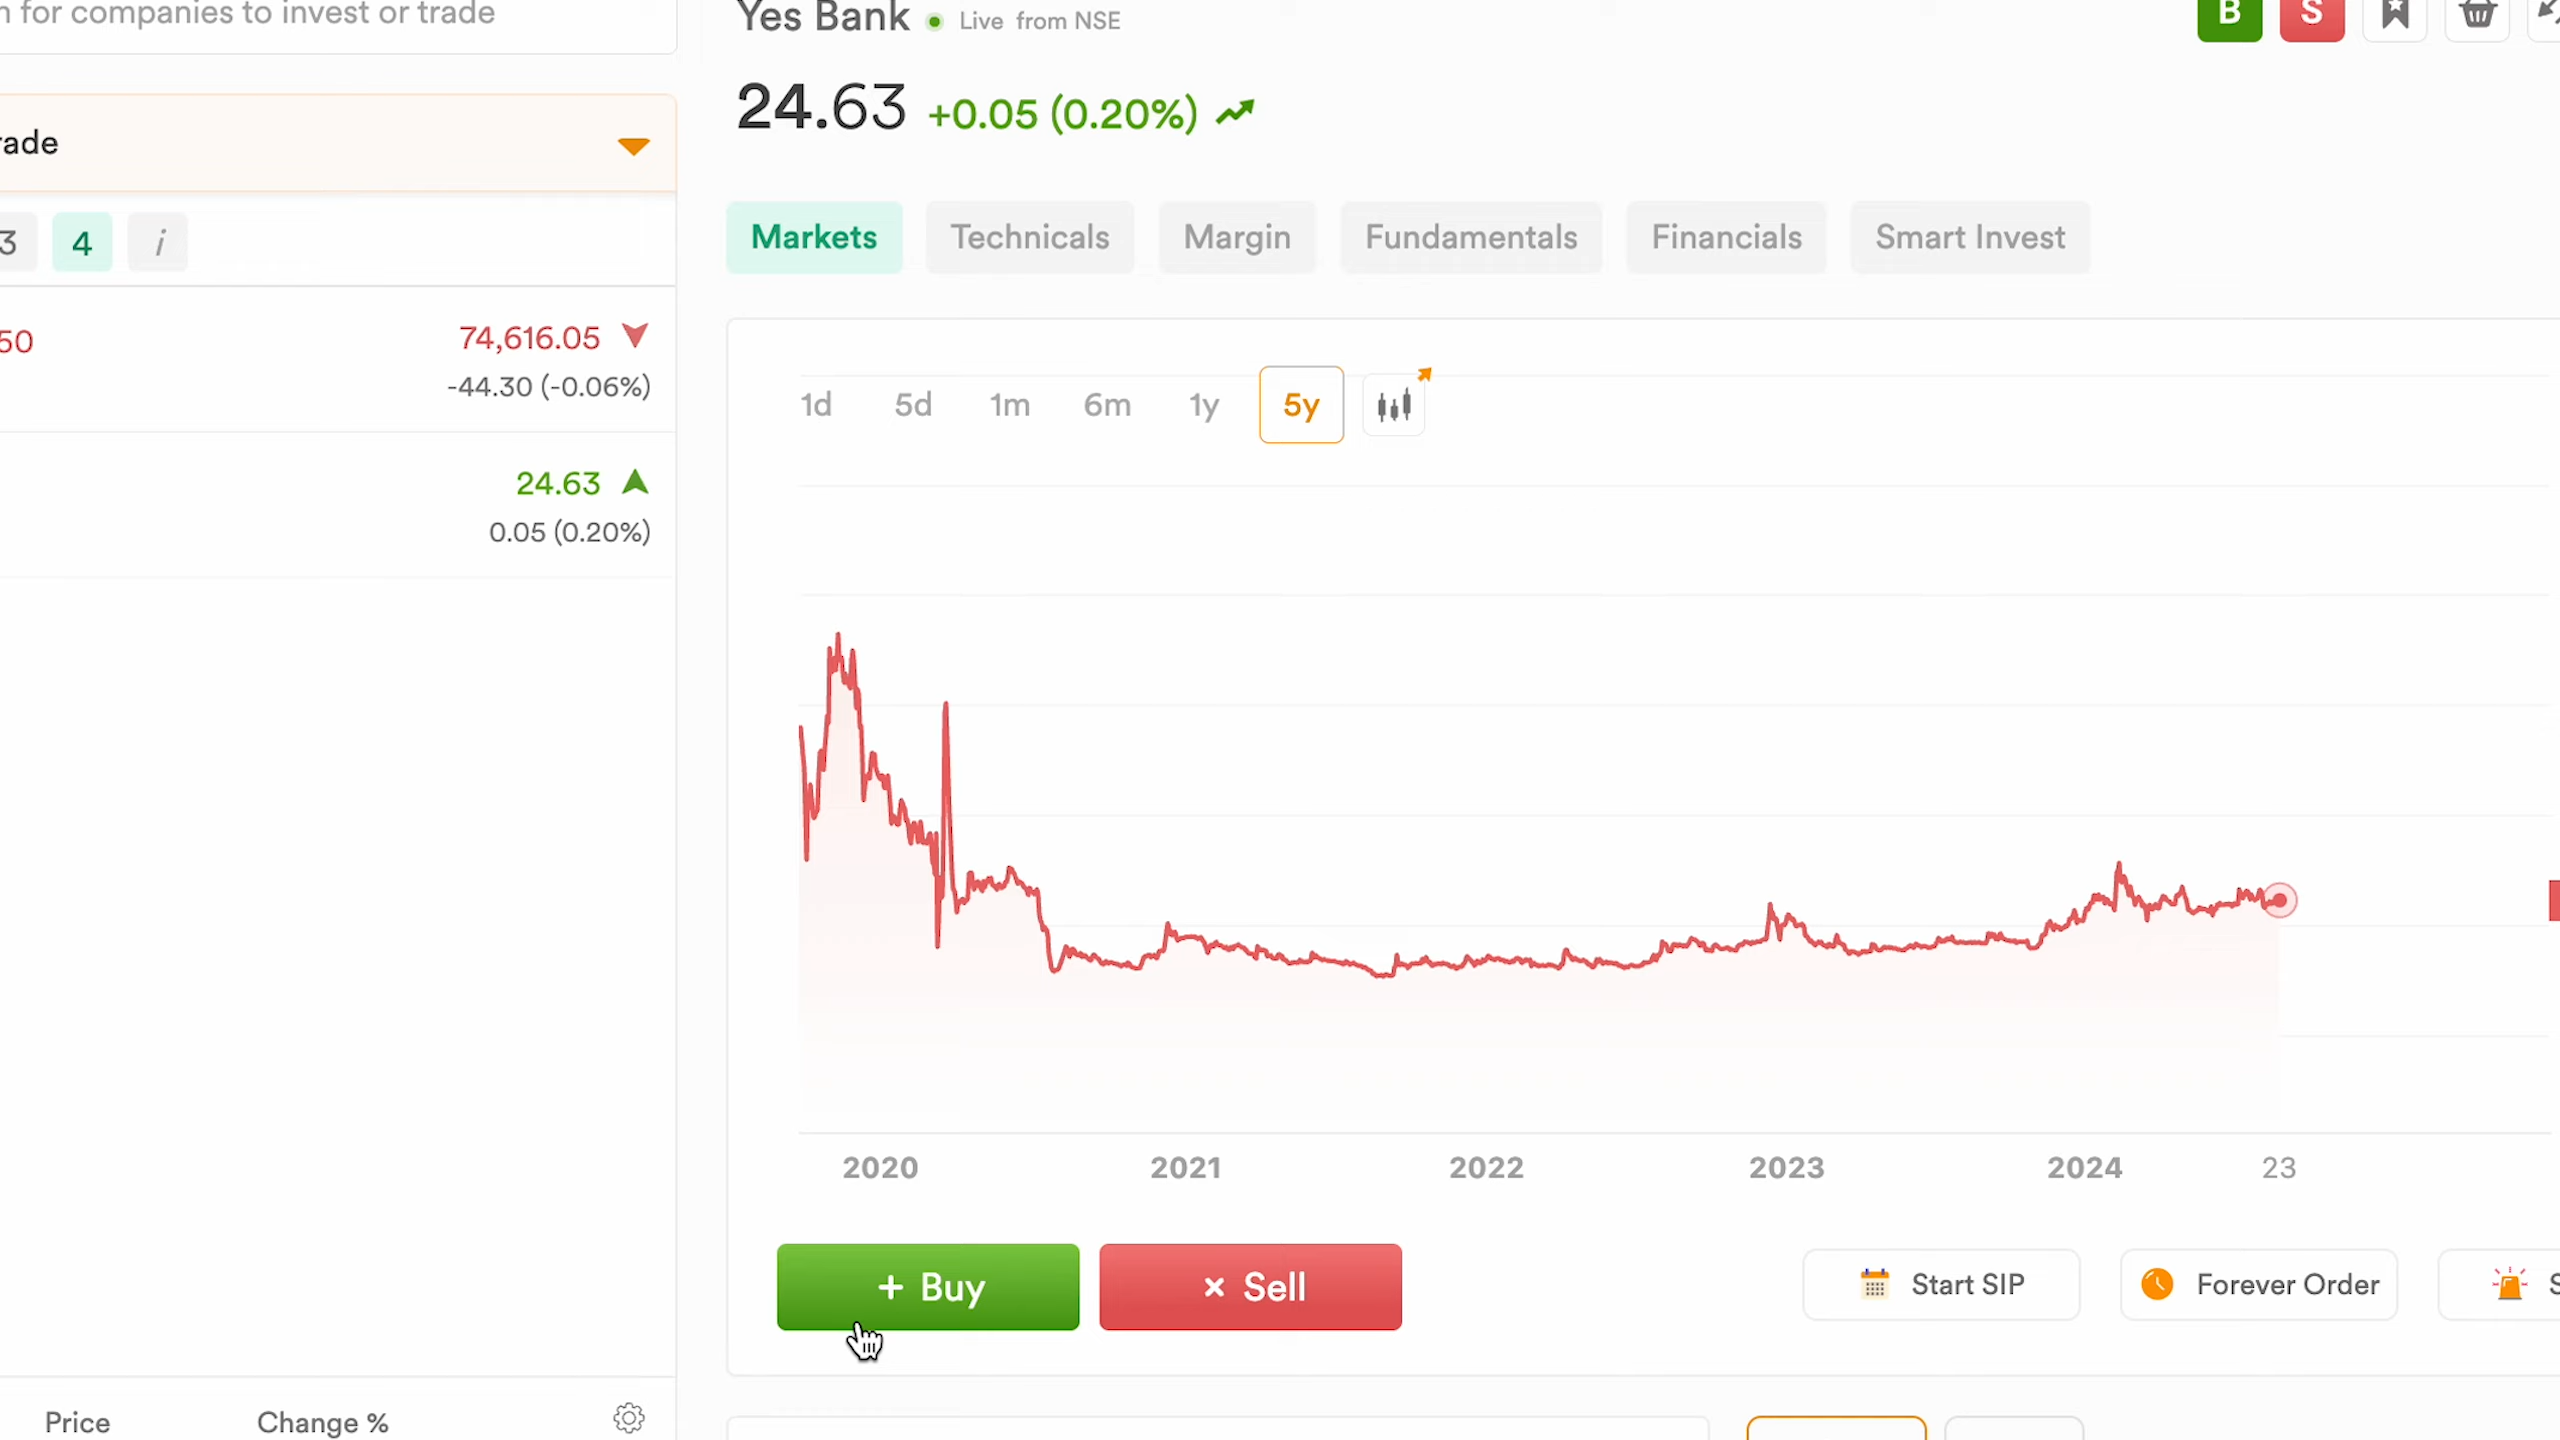 for companies to invest or trade
Yes Bank
Live from NSE
B
S
24.63 +0.05 (0.20%)
rade
3
4
i
Markets
Technicals
Margin
Fundamentals
Financials
Smart Invest
50
74,616.05
-44.30 (-0.06%)
24.63
0.05 (0.20%)
1d
5d
1m
6m
1y
5y
2020
2021
2022
2023
2024
23
+ Buy
× Sell
Start SIP
Forever Order
Price
Change %